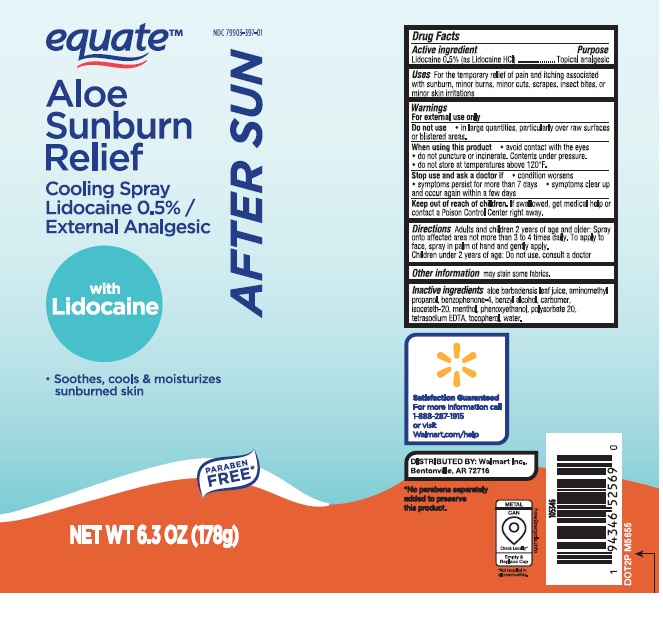 equate™
NDC 79903-397-01
Aloe
Sunburn
Relief
Cooling Spray
Lidocaine 0.5% /
External Analgesic
AFTER SUN
with
Lidocaine
• Soothes, cools & moisturizes
sunburned skin
PARABEN
FREE*
NET WT 6.3 OZ (178g)
Drug Facts
Active ingredient Purpose
Lidocaine 0.5% (as Lidocaine HCl) .............. Topical analgesic
Uses For the temporary relief of pain and itching associated
with sunburn, minor burns, minor cuts, scrapes, insect bites, or
minor skin irritations
Warnings
For external use only
Do not use • in large quantities, particularly over raw surfaces
or blistered areas.
When using this product • avoid contact with the eyes
• do not puncture or incinerate. Contents under pressure.
• do not store at temperatures above 120°F.
Stop use and ask a doctor if • condition worsens
• symptoms persist for more than 7 days • symptoms clear up
and occur again within a few days
Keep out of reach of children. If swallowed, get medical help or
contact a Poison Control Center right away.
Directions Adults and children 2 years of age and older: Spray
onto affected area not more than 3 to 4 times daily. To apply to
face, spray in palm of hand and gently apply.
Children under 2 years of age: Do not use, consult a doctor
Other information may stain some fabrics.
Inactive ingredients aloe barbadensis leaf juice, aminomethyl
propanol, benzophenone-4, benzyl alcohol, carbomer,
isoceteth-20, menthol, phenoxyethanol, polysorbate 20,
tetrasodium EDTA, tocopherol, water.
Satisfaction Guaranteed
For more information call
1-888-287-1915
or visit
Walmart.com/help
DISTRIBUTED BY: Walmart Inc.,
Bentonville, AR 72716
*No parabens separately
added to preserve
this product.
METAL
CAN
Check Locally*
Empty &
Replace Cap
*Not recycled in
all communities.
how2recycle.info
105346
1 94346 52569 0
DOT2P M5655